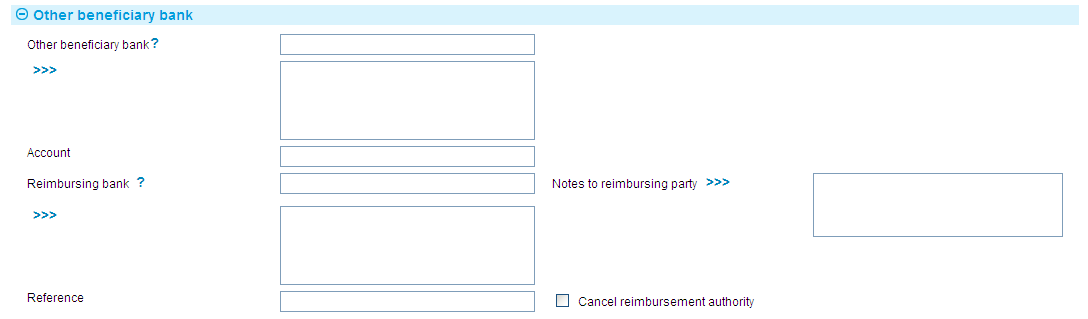 Other beneficiary bank
Other beneficiary bank ?
>>>
Account
Reimbursing bank ?
Notes to reimbursing party >>>
>>>
Reference
Cancel reimbursement authority